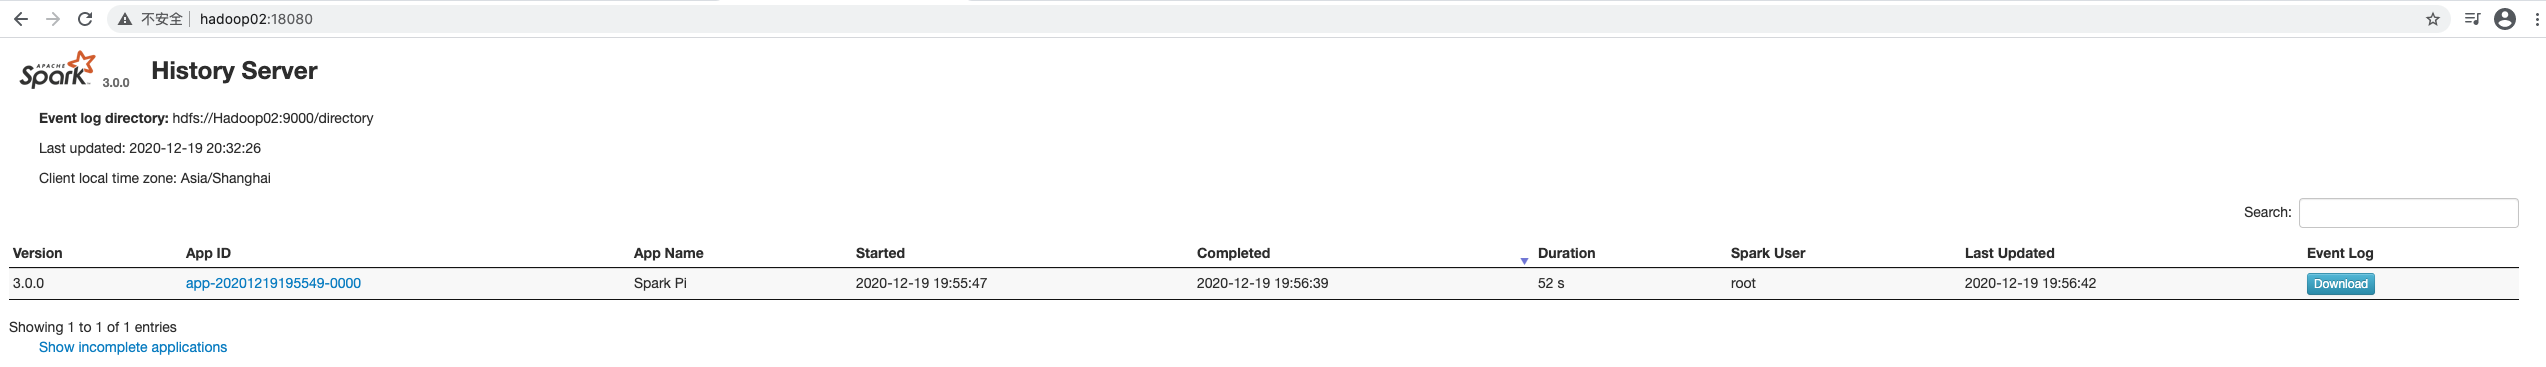 不安全 hadoop02:18080
APACHE Spark 3.0.0 History Server
Event log directory: hdfs://Hadoop02:9000/directory
Last updated: 2020-12-19 20:32:26
Client local time zone: Asia/Shanghai
Search:
Version App ID App Name Started Completed Duration Spark User Last Updated Event Log
3.0.0 app-20201219195549-0000 Spark Pi 2020-12-19 19:55:47 2020-12-19 19:56:39 52 s root 2020-12-19 19:56:42 Download
Showing 1 to 1 of 1 entries
Show incomplete applications